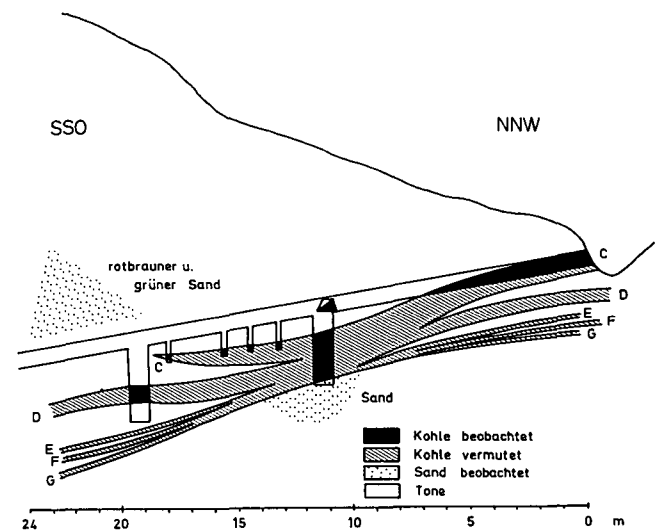 SSO
NNW
rotbrauner u.
grüner Sand
C
D
E
F
G
C
D
E
F
G
Sand
Kohle beobachtet
Kohle vermutet
Sand beobachtet
Tone
24 20 15 10 5 0 m